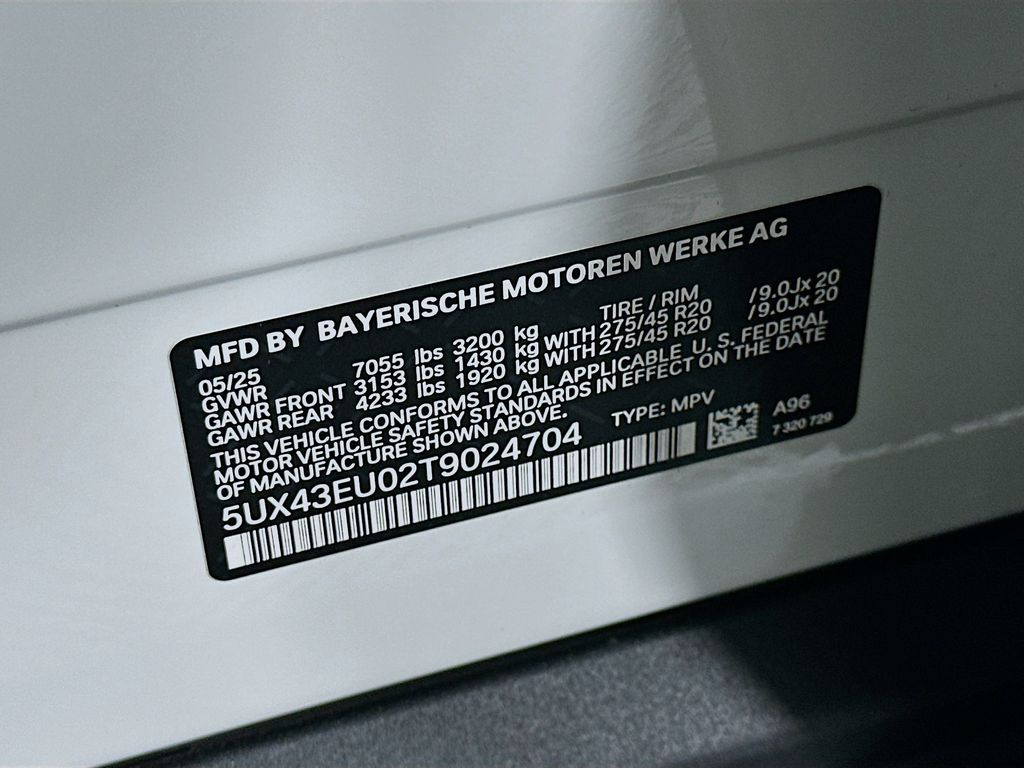 MFD BY BAYERISCHE MOTOREN WERKE AG
05/25 TIRE / RIM
GVWR 7055 lbs 3200 kg
GAWR FRONT 3153 lbs 1430 kg WITH 275/45 R20 /9.0Jx 20
GAWR REAR 4233 lbs 1920 kg WITH 275/45 R20 /9.0Jx 20
THIS VEHICLE CONFORMS TO ALL APPLICABLE U. S. FEDERAL
MOTOR VEHICLE SAFETY STANDARDS IN EFFECT ON THE DATE
OF MANUFACTURE SHOWN ABOVE.
TYPE: MPV A96
5UX43EU02T9024704 7 320 729